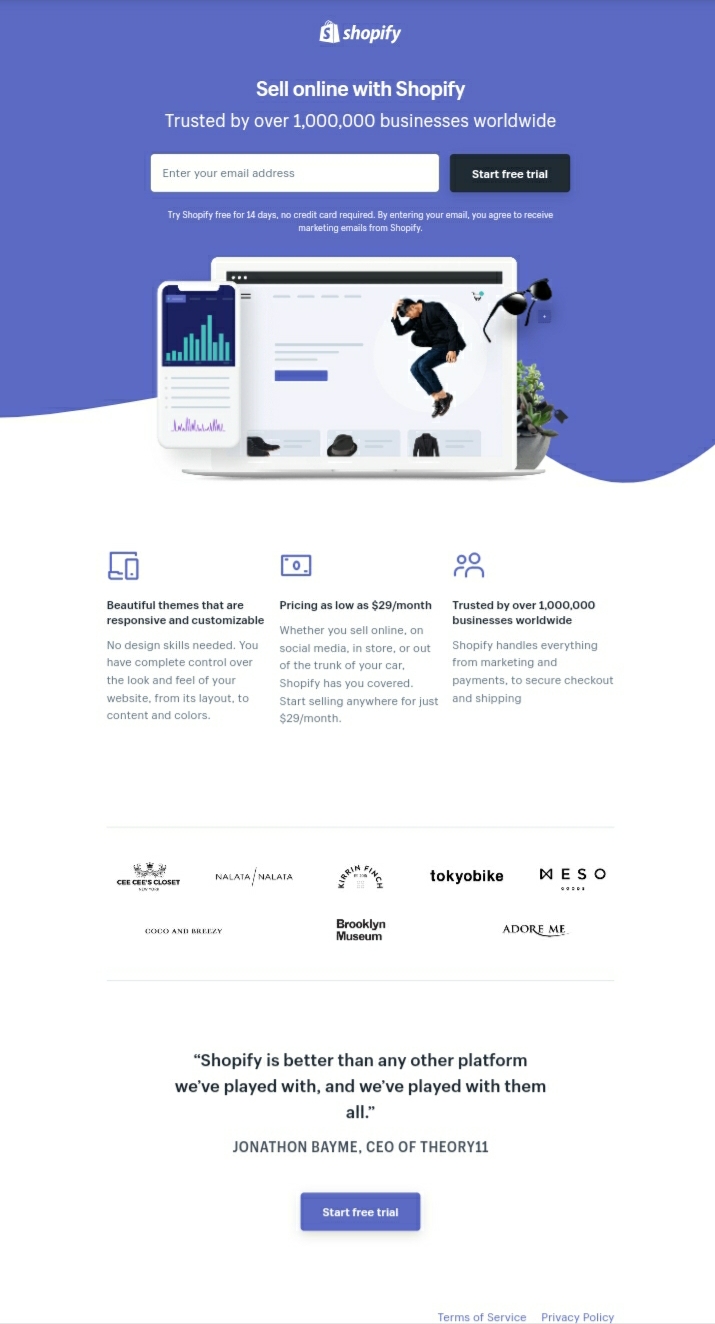 shopify
Sell online with Shopify
Trusted by over 1,000,000 businesses worldwide
Enter your email address
Start free trial
Try Shopify free for 14 days, no credit card required. By entering your email, you agree to receive
marketing emails from Shopify.
Beautiful themes that are
responsive and customizable
No design skills needed. You
have complete control over
the look and feel of your
website, from its layout, to
content and colors.
Pricing as low as $29/month
Whether you sell online, on
social media, in store, or out
of the trunk of your car,
Shopify has you covered.
Start selling anywhere for just
$29/month.
Trusted by over 1,000,000
businesses worldwide
Shopify handles everything
from marketing and
payments, to secure checkout
and shipping
CEE CEE'S CLOSET
NEW YORK
NALATA/NALATA
KIRRIN FINCH
tokyobike
MESO
GOODS
COCO AND BREEZY
Brooklyn
Museum
ADORE ME
“Shopify is better than any other platform
we’ve played with, and we’ve played with them
all.”
JONATHON BAYME, CEO OF THEORY11
Start free trial
Terms of Service Privacy Policy